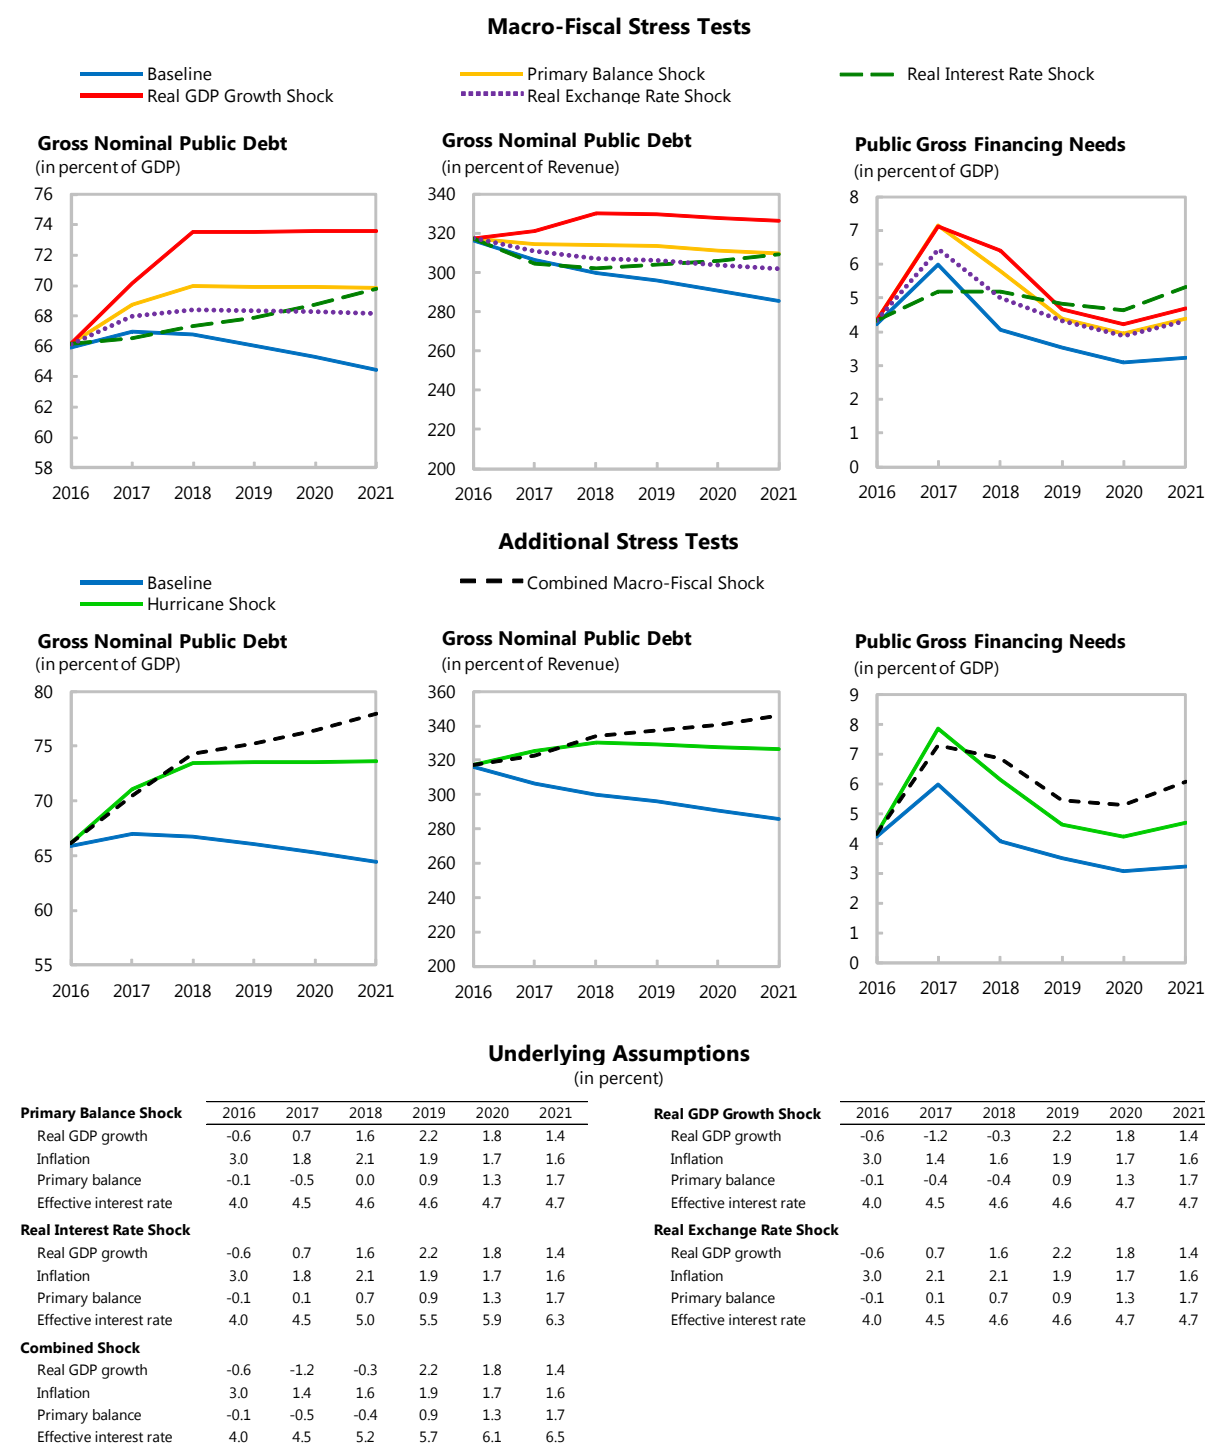 Macro-Fiscal Stress Tests
Baseline
Primary Balance Shock
Real Interest Rate Shock
Real GDP Growth Shock
Real Exchange Rate Shock
Gross Nominal Public Debt
(in percent of GDP)
76
74
72
70
68
66
64
62
60
58
2016 2017 2018 2019 2020 2021
Gross Nominal Public Debt
(in percent of Revenue)
340
320
300
280
260
240
220
200
2016 2017 2018 2019 2020 2021
Public Gross Financing Needs
(in percent of GDP)
8
7
6
5
4
3
2
1
0
2016 2017 2018 2019 2020 2021
Additional Stress Tests
Baseline
Combined Macro-Fiscal Shock
Hurricane Shock
Gross Nominal Public Debt
(in percent of GDP)
80
75
70
65
60
55
2016 2017 2018 2019 2020 2021
Gross Nominal Public Debt
(in percent of Revenue)
360
340
320
300
280
260
240
220
200
2016 2017 2018 2019 2020 2021
Public Gross Financing Needs
(in percent of GDP)
9
8
7
6
5
4
3
2
1
0
2016 2017 2018 2019 2020 2021
Underlying Assumptions
(in percent)
Primary Balance Shock 2016 2017 2018 2019 2020 2021
Real GDP growth -0.6 0.7 1.6 2.2 1.8 1.4
Inflation 3.0 1.8 2.1 1.9 1.7 1.6
Primary balance -0.1 -0.5 0.0 0.9 1.3 1.7
Effective interest rate 4.0 4.5 4.6 4.6 4.7 4.7
Real Interest Rate Shock
Real GDP growth -0.6 0.7 1.6 2.2 1.8 1.4
Inflation 3.0 1.8 2.1 1.9 1.7 1.6
Primary balance -0.1 0.1 0.7 0.9 1.3 1.7
Effective interest rate 4.0 4.5 5.0 5.5 5.9 6.3
Combined Shock
Real GDP growth -0.6 -1.2 -0.3 2.2 1.8 1.4
Inflation 3.0 1.4 1.6 1.9 1.7 1.6
Primary balance -0.1 -0.5 -0.4 0.9 1.3 1.7
Effective interest rate 4.0 4.5 5.2 5.7 6.1 6.5
Real GDP Growth Shock 2016 2017 2018 2019 2020 2021
Real GDP growth -0.6 -1.2 -0.3 2.2 1.8 1.4
Inflation 3.0 1.4 1.6 1.9 1.7 1.6
Primary balance -0.1 -0.4 -0.4 0.9 1.3 1.7
Effective interest rate 4.0 4.5 4.6 4.6 4.7 4.7
Real Exchange Rate Shock
Real GDP growth -0.6 0.7 1.6 2.2 1.8 1.4
Inflation 3.0 2.1 2.1 1.9 1.7 1.6
Primary balance -0.1 0.1 0.7 0.9 1.3 1.7
Effective interest rate 4.0 4.5 4.6 4.6 4.7 4.7